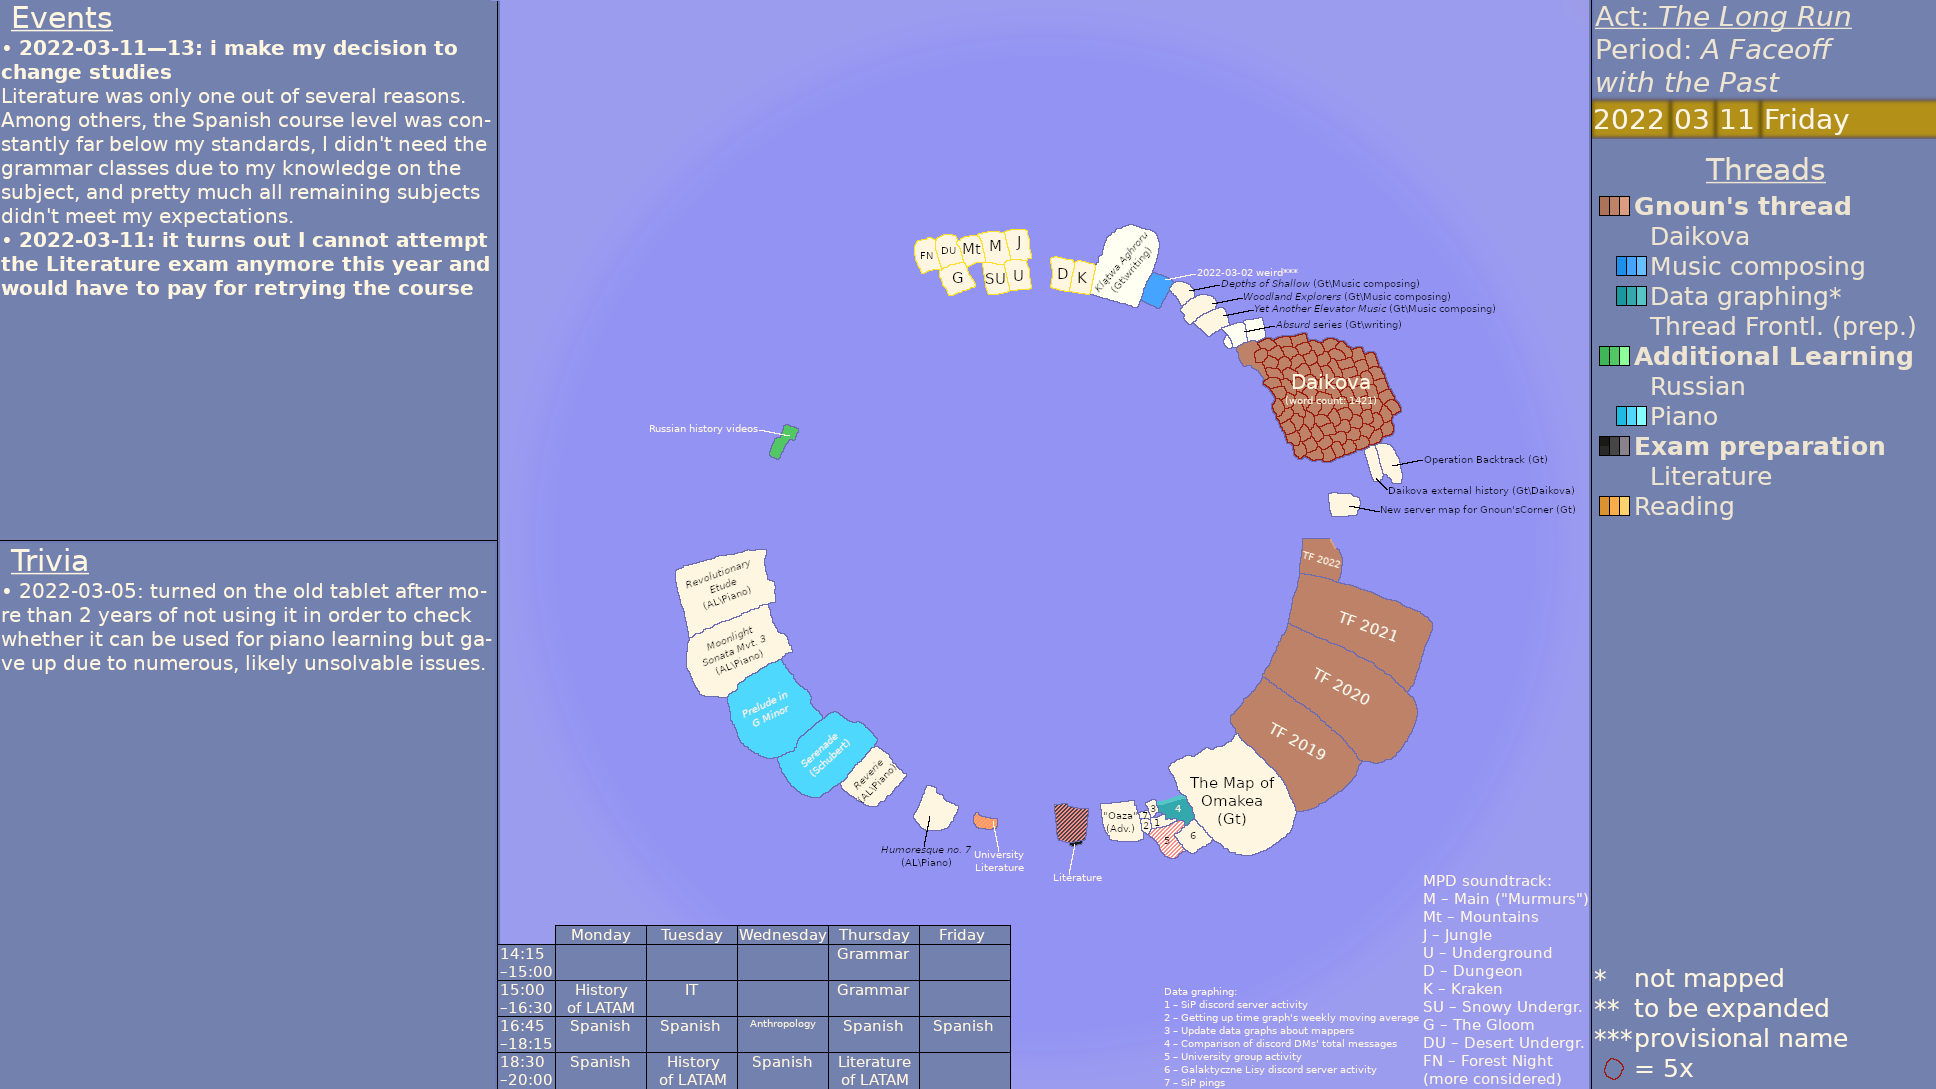 Events
• 2022-03-11—13: i make my decision to
change studies
Literature was only one out of several reasons.
Among others, the Spanish course level was con-
stantly far below my standards, I didn't need the
grammar classes due to my knowledge on the
subject, and pretty much all remaining subjects
didn't meet my expectations.
• 2022-03-11: it turns out I cannot attempt
the Literature exam anymore this year and
would have to pay for retrying the course
Trivia
• 2022-03-05: turned on the old tablet after mo-
re than 2 years of not using it in order to check
whether it can be used for piano learning but ga-
ve up due to numerous, likely unsolvable issues.
FN
DU
Mt
M
J
G
SU
U
D
K
Klątwa Aghroru
(Gt\writing)
2022-03-02 weird***
Depths of Shallow (Gt\Music composing)
Woodland Explorers (Gt\Music composing)
Yet Another Elevator Music (Gt\Music composing)
Absurd series (Gt\writing)
Daikova
(word count: 1421)
Russian history videos
Operation Backtrack (Gt)
Daikova external history (Gt\Daikova)
New server map for Gnoun'sCorner (Gt)
TF 2022
TF 2021
TF 2020
TF 2019
The Map of
Omakea
(Gt)
Revolutionary
Etude
(AL\Piano)
Moonlight
Sonata Mvt. 3
(AL\Piano)
Prelude in
G Minor
Serenade
(Schubert)
Reverie
(AL\Piano)
Humoresque no. 7
(AL\Piano)
University
Literature
Literature
"Oaza"
(Adv.)
7
3
4
2
1
5
6
Monday Tuesday Wednesday Thursday Friday
14:15
–15:00
Grammar
15:00
–16:30
History
of LATAM
IT
Grammar
16:45
–18:15
Spanish Spanish Anthropology Spanish Spanish
18:30
–20:00
Spanish
History
of LATAM
Spanish
Literature
of LATAM
Data graphing:
1 – SiP discord server activity
2 – Getting up time graph's weekly moving average
3 – Update data graphs about mappers
4 – Comparison of discord DMs' total messages
5 – University group activity
6 – Galaktyczne Lisy discord server activity
7 – SiP pings
MPD soundtrack:
M – Main ("Murmurs")
Mt – Mountains
J – Jungle
U – Underground
D – Dungeon
K – Kraken
SU – Snowy Undergr.
G – The Gloom
DU – Desert Undergr.
FN – Forest Night
(more considered)
Act: The Long Run
Period: A Faceoff
with the Past
2022 03 11 Friday
Threads
Gnoun's thread
Daikova
Music composing
Data graphing*
Thread Frontl. (prep.)
Additional Learning
Russian
Piano
Exam preparation
Literature
Reading
* not mapped
** to be expanded
***provisional name
= 5x